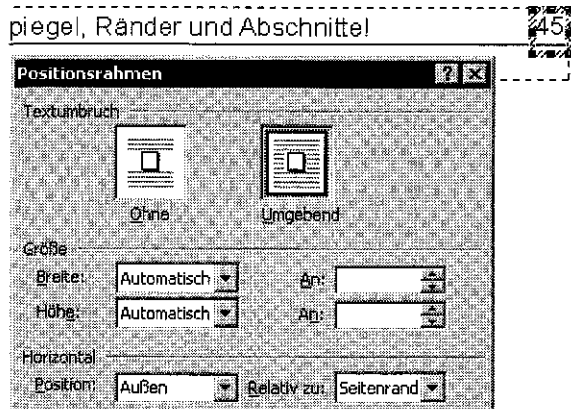 piegel, Ränder und Abschnitte! 45
Positionsrahmen
Textumbruch
Ohne Umgebend
Größe
Breite: Automatisch An:
Höhe: Automatisch An:
Horizontal
Position: Außen Relativ zu: Seitenrand